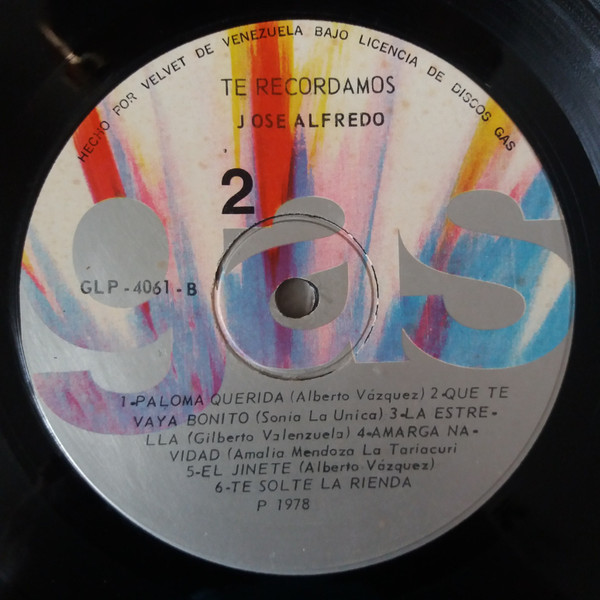 HECHO POR VELVET DE VENEZUELA BAJO LICENCIA DE DISCOS GAS
TE RECORDAMOS
JOSE ALFREDO
2
gas
GLP-4061-B
1-PALOMA QUERIDA (Alberto Vázquez) 2-QUE TE
VAYA BONITO (Sonia La Unica) 3-LA ESTRE-
LLA (Gilberto Valenzuela) 4-AMARGA NA-
VIDAD (Amalia Mendoza La Tariacuri
5-EL JINETE (Alberto Vázquez)
6-TE SOLTE LA RIENDA
P 1978